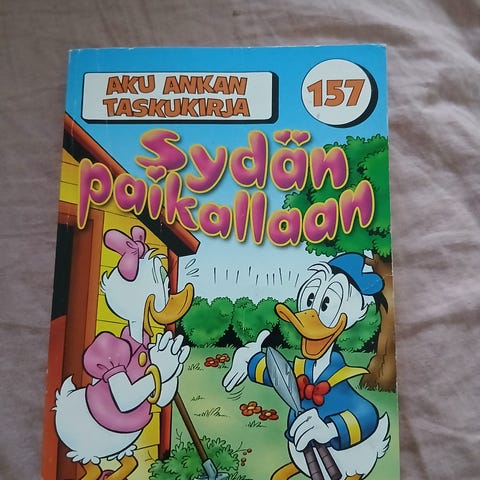 AKU ANKAN
TASKUKIRJA
157
Sydän
paikallaan